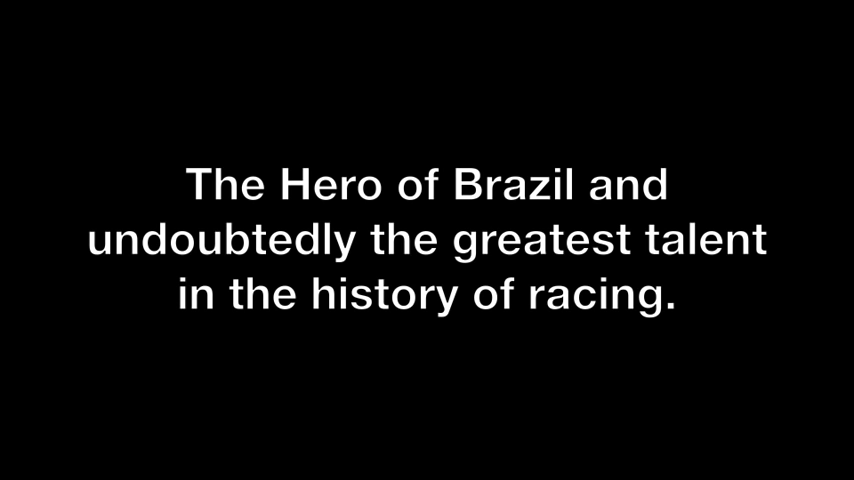 The Hero of Brazil and
undoubtedly the greatest talent
in the history of racing.